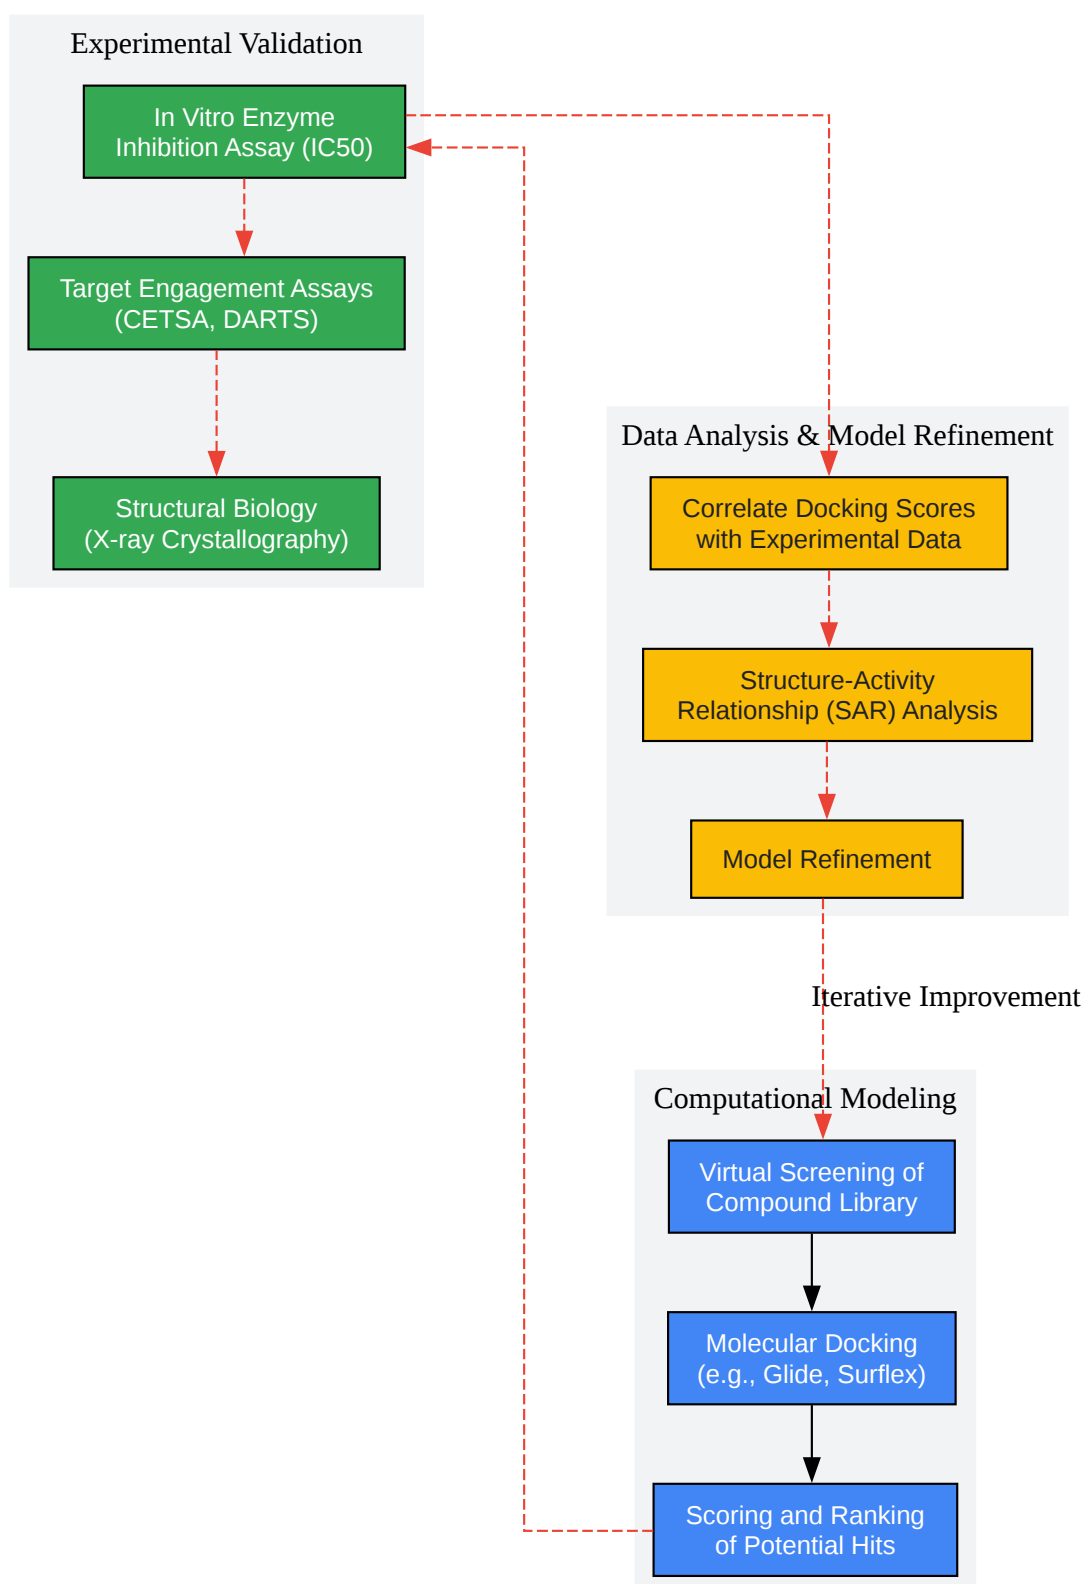 Experimental Validation
In Vitro Enzyme
Inhibition Assay (IC50)
Target Engagement Assays
(CETSA, DARTS)
Structural Biology
(X-ray Crystallography)
Data Analysis & Model Refinement
Correlate Docking Scores
with Experimental Data
Structure-Activity
Relationship (SAR) Analysis
Model Refinement
Iterative Improvement
Computational Modeling
Virtual Screening of
Compound Library
Molecular Docking
(e.g., Glide, Surflex)
Scoring and Ranking
of Potential Hits